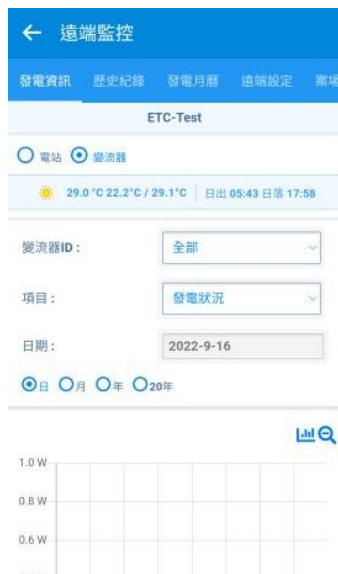 遠端監控
發電資訊 歷史紀錄 發電月曆 遠端設定 案場
ETC-Test
電站 變流器
29.0 °C 22.2°C / 29.1°C 日出 05:43 日落 17:58
變流器ID : 全部
項目 : 發電狀況
日期 : 2022-9-16
日 月 年 20年
1.0 W
0.8 W
0.6 W